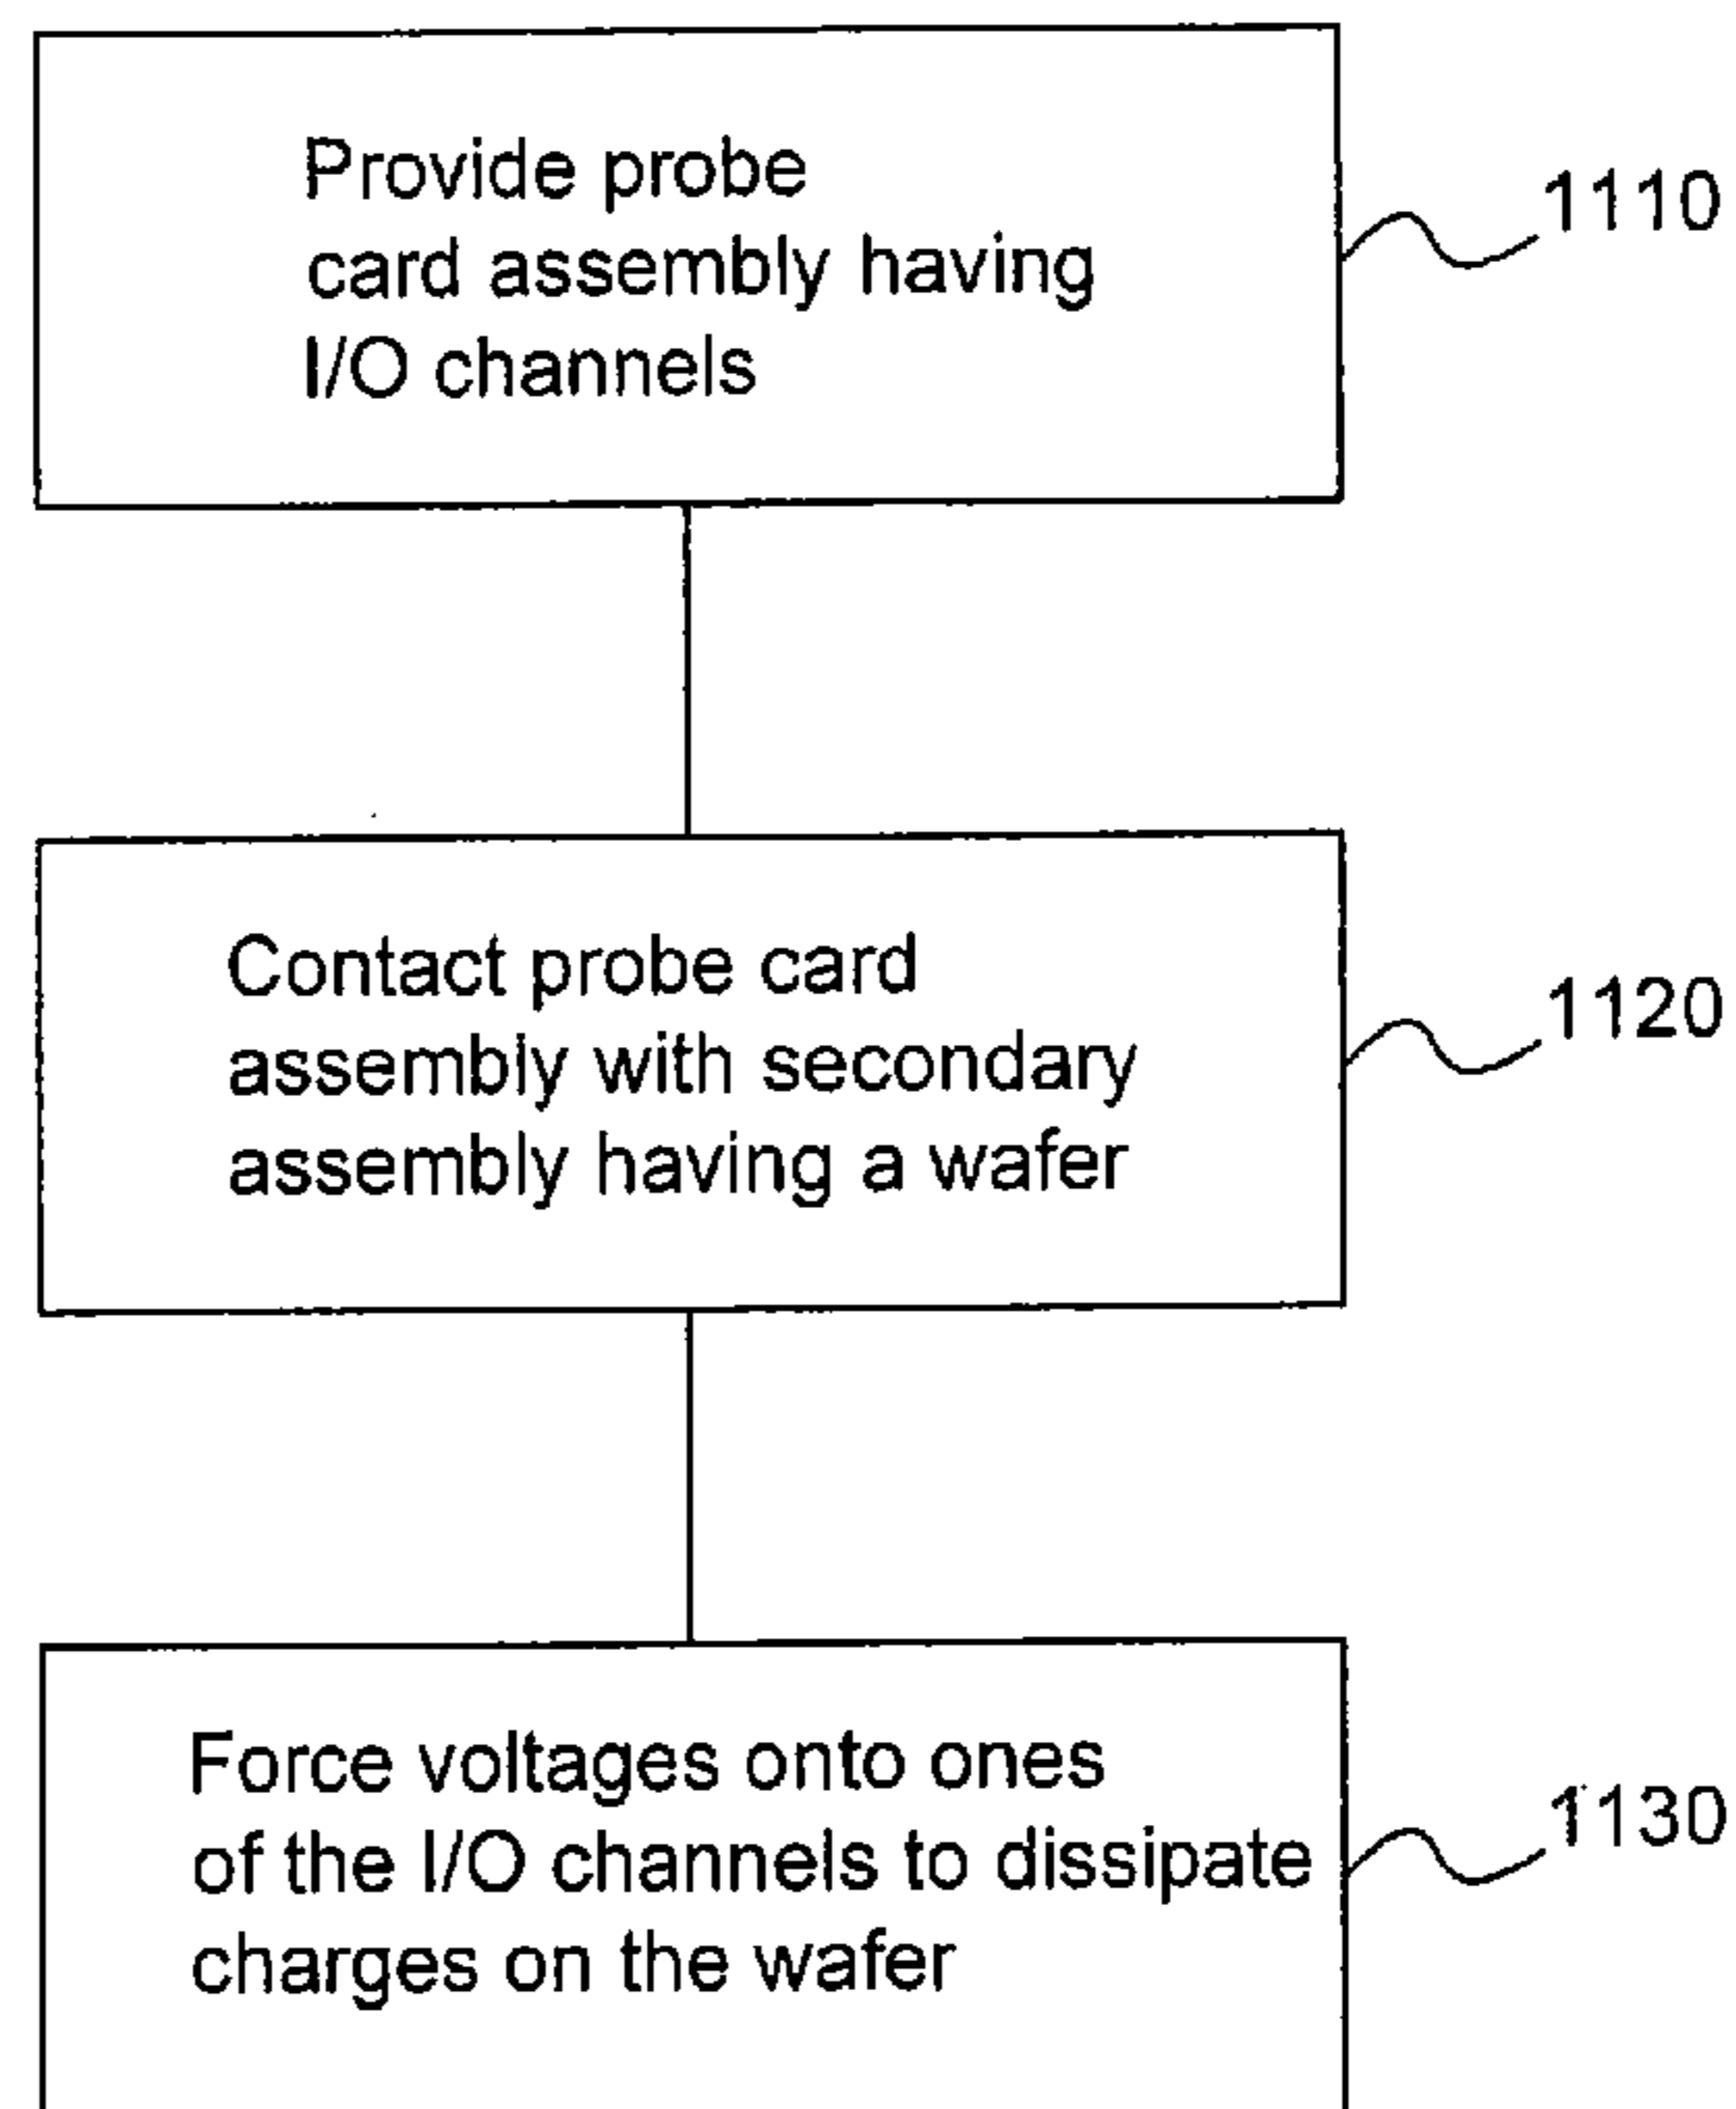 Provide probe
card assembly having
I/O channels
1110
Contact probe card
assembly with secondary
assembly having a wafer
1120
Force voltages onto ones
of the I/O channels to dissipate
charges on the wafer
1130